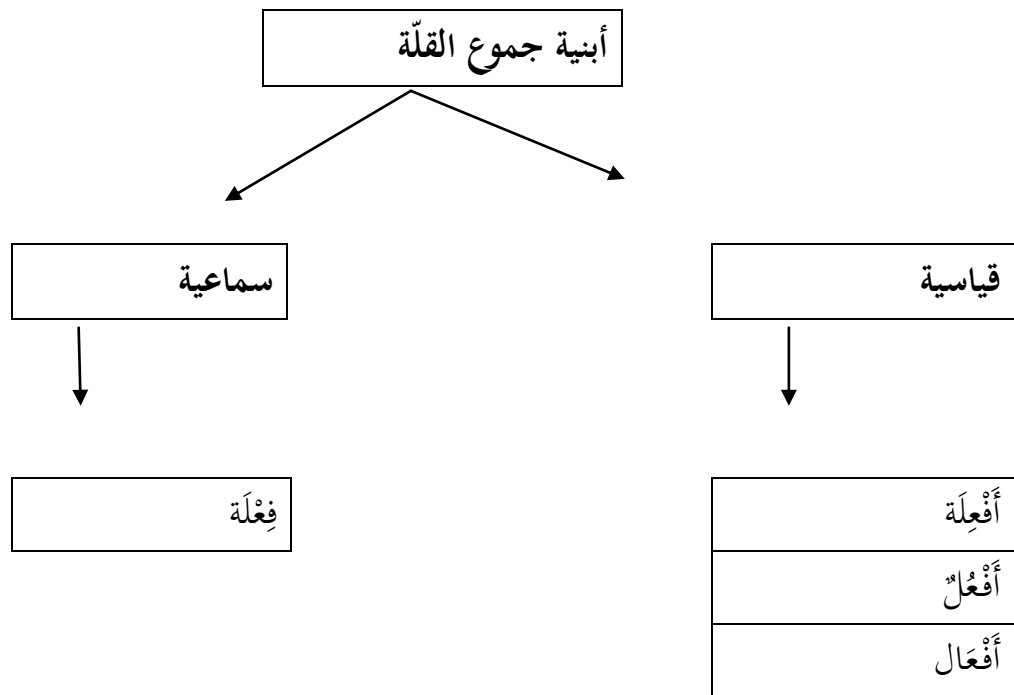 أبنية جموع القلّة
قياسية
سماعية
أَفْعِلَة
فِعْلَة
أَفْعُلٌ
أَفْعَال